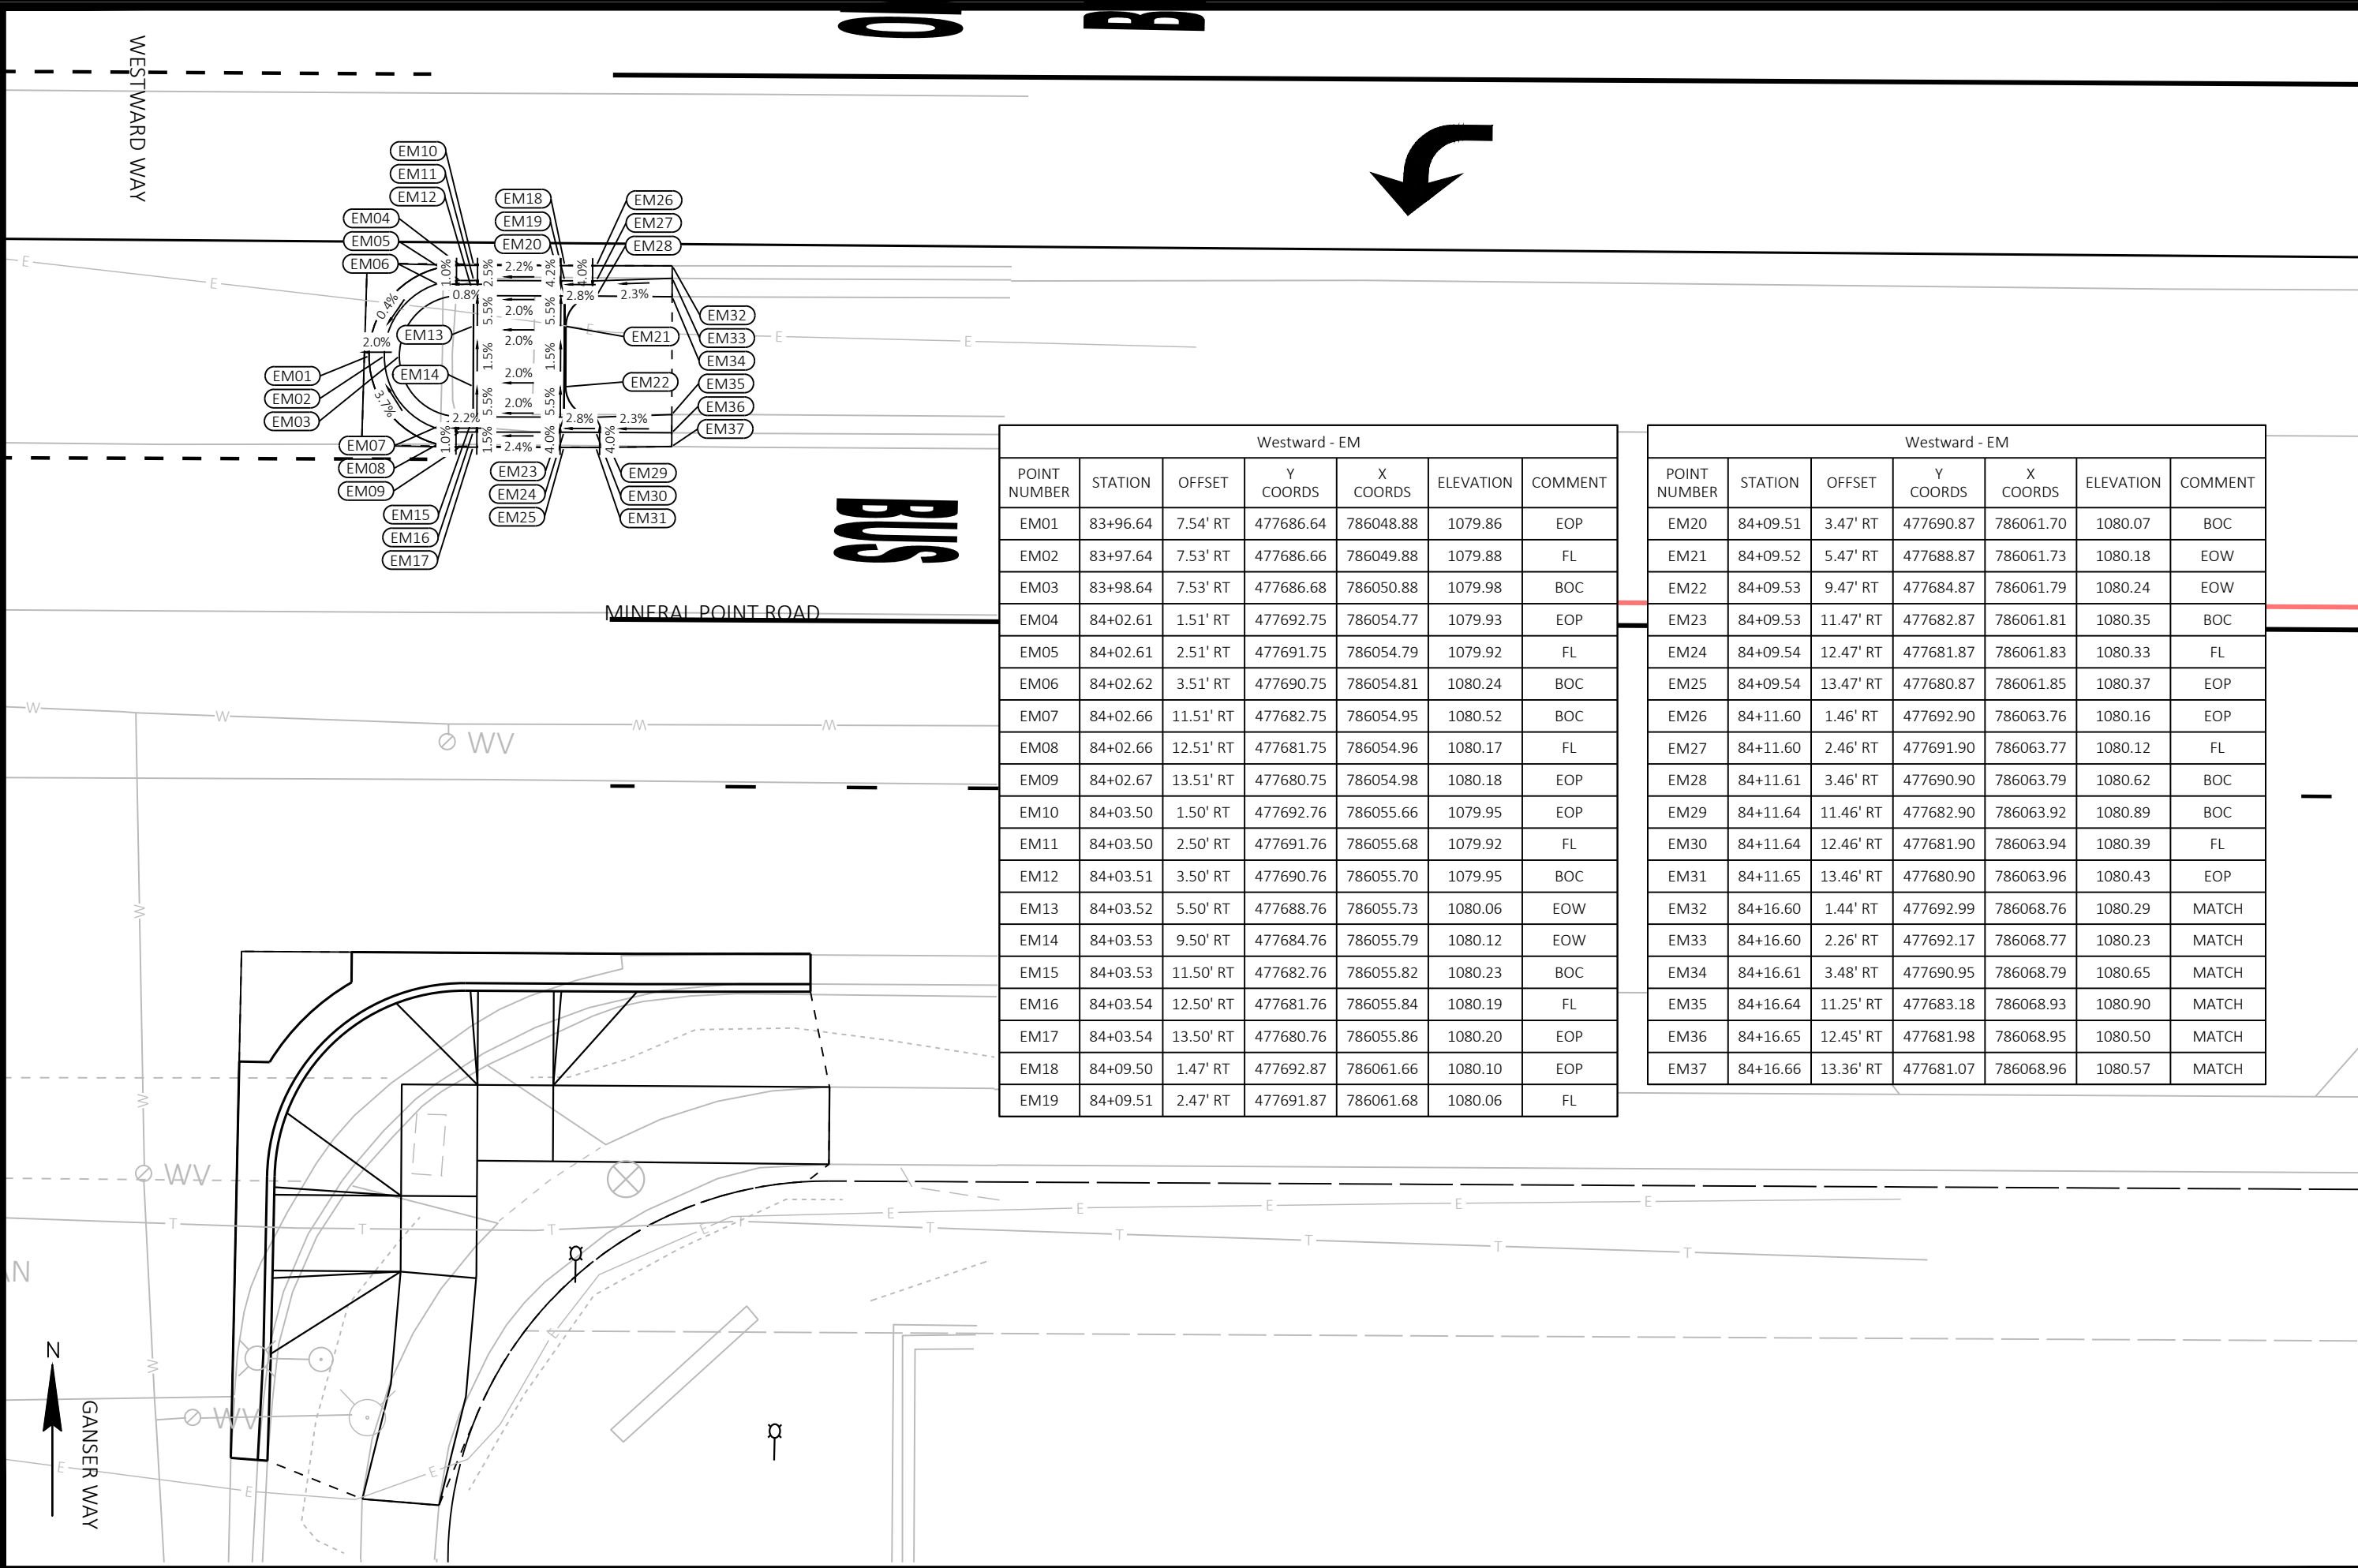 WESTWARD WAY
EM10
EM11
EM12
EM04
EM05
EM06
EM18
EM19
EM20
EM26
EM27
EM28
1.0%
2.5%
2.2%
4.2%
4.0%
0.8%
2.8%
2.3%
0.4%
5.5%
2.0%
5.5%
EM13
2.0%
2.0%
EM21
EM32
EM33
EM34
1.5%
1.5%
EM01
EM02
EM03
EM14
2.0%
EM22
EM35
EM36
EM37
3.7%
5.5%
2.0%
5.5%
2.2%
2.8%
2.3%
1.0%
1.5%
2.4%
4.0%
4.0%
EM07
EM08
EM09
EM23
EM24
EM25
EM29
EM30
EM31
EM15
EM16
EM17
BUS
MINERAL POINT ROAD
Westward - EM
POINT NUMBER STATION OFFSET Y COORDS X COORDS ELEVATION COMMENT
EM01 83+96.64 7.54' RT 477686.64 786048.88 1079.86 EOP
EM02 83+97.64 7.53' RT 477686.66 786049.88 1079.88 FL
EM03 83+98.64 7.53' RT 477686.68 786050.88 1079.98 BOC
EM04 84+02.61 1.51' RT 477692.75 786054.77 1079.93 EOP
EM05 84+02.61 2.51' RT 477691.75 786054.79 1079.92 FL
EM06 84+02.62 3.51' RT 477690.75 786054.81 1080.24 BOC
EM07 84+02.66 11.51' RT 477682.75 786054.95 1080.52 BOC
EM08 84+02.66 12.51' RT 477681.75 786054.96 1080.17 FL
EM09 84+02.67 13.51' RT 477680.75 786054.98 1080.18 EOP
EM10 84+03.50 1.50' RT 477692.76 786055.66 1079.95 EOP
EM11 84+03.50 2.50' RT 477691.76 786055.68 1079.92 FL
EM12 84+03.51 3.50' RT 477690.76 786055.70 1079.95 BOC
EM13 84+03.52 5.50' RT 477688.76 786055.73 1080.06 EOW
EM14 84+03.53 9.50' RT 477684.76 786055.79 1080.12 EOW
EM15 84+03.53 11.50' RT 477682.76 786055.82 1080.23 BOC
EM16 84+03.54 12.50' RT 477681.76 786055.84 1080.19 FL
EM17 84+03.54 13.50' RT 477680.76 786055.86 1080.20 EOP
EM18 84+09.50 1.47' RT 477692.87 786061.66 1080.10 EOP
EM19 84+09.51 2.47' RT 477691.87 786061.68 1080.06 FL
Westward - EM
POINT NUMBER STATION OFFSET Y COORDS X COORDS ELEVATION COMMENT
EM20 84+09.51 3.47' RT 477690.87 786061.70 1080.07 BOC
EM21 84+09.52 5.47' RT 477688.87 786061.73 1080.18 EOW
EM22 84+09.53 9.47' RT 477684.87 786061.79 1080.24 EOW
EM23 84+09.53 11.47' RT 477682.87 786061.81 1080.35 BOC
EM24 84+09.54 12.47' RT 477681.87 786061.83 1080.33 FL
EM25 84+09.54 13.47' RT 477680.87 786061.85 1080.37 EOP
EM26 84+11.60 1.46' RT 477692.90 786063.76 1080.16 EOP
EM27 84+11.60 2.46' RT 477691.90 786063.77 1080.12 FL
EM28 84+11.61 3.46' RT 477690.90 786063.79 1080.62 BOC
EM29 84+11.64 11.46' RT 477682.90 786063.92 1080.89 BOC
EM30 84+11.64 12.46' RT 477681.90 786063.94 1080.39 FL
EM31 84+11.65 13.46' RT 477680.90 786063.96 1080.43 EOP
EM32 84+16.60 1.44' RT 477692.99 786068.76 1080.29 MATCH
EM33 84+16.60 2.26' RT 477692.17 786068.77 1080.23 MATCH
EM34 84+16.61 3.48' RT 477690.95 786068.79 1080.65 MATCH
EM35 84+16.64 11.25' RT 477683.18 786068.93 1080.90 MATCH
EM36 84+16.65 12.45' RT 477681.98 786068.95 1080.50 MATCH
EM37 84+16.66 13.36' RT 477681.07 786068.96 1080.57 MATCH
WV
WV
WV
N
GANSER WAY